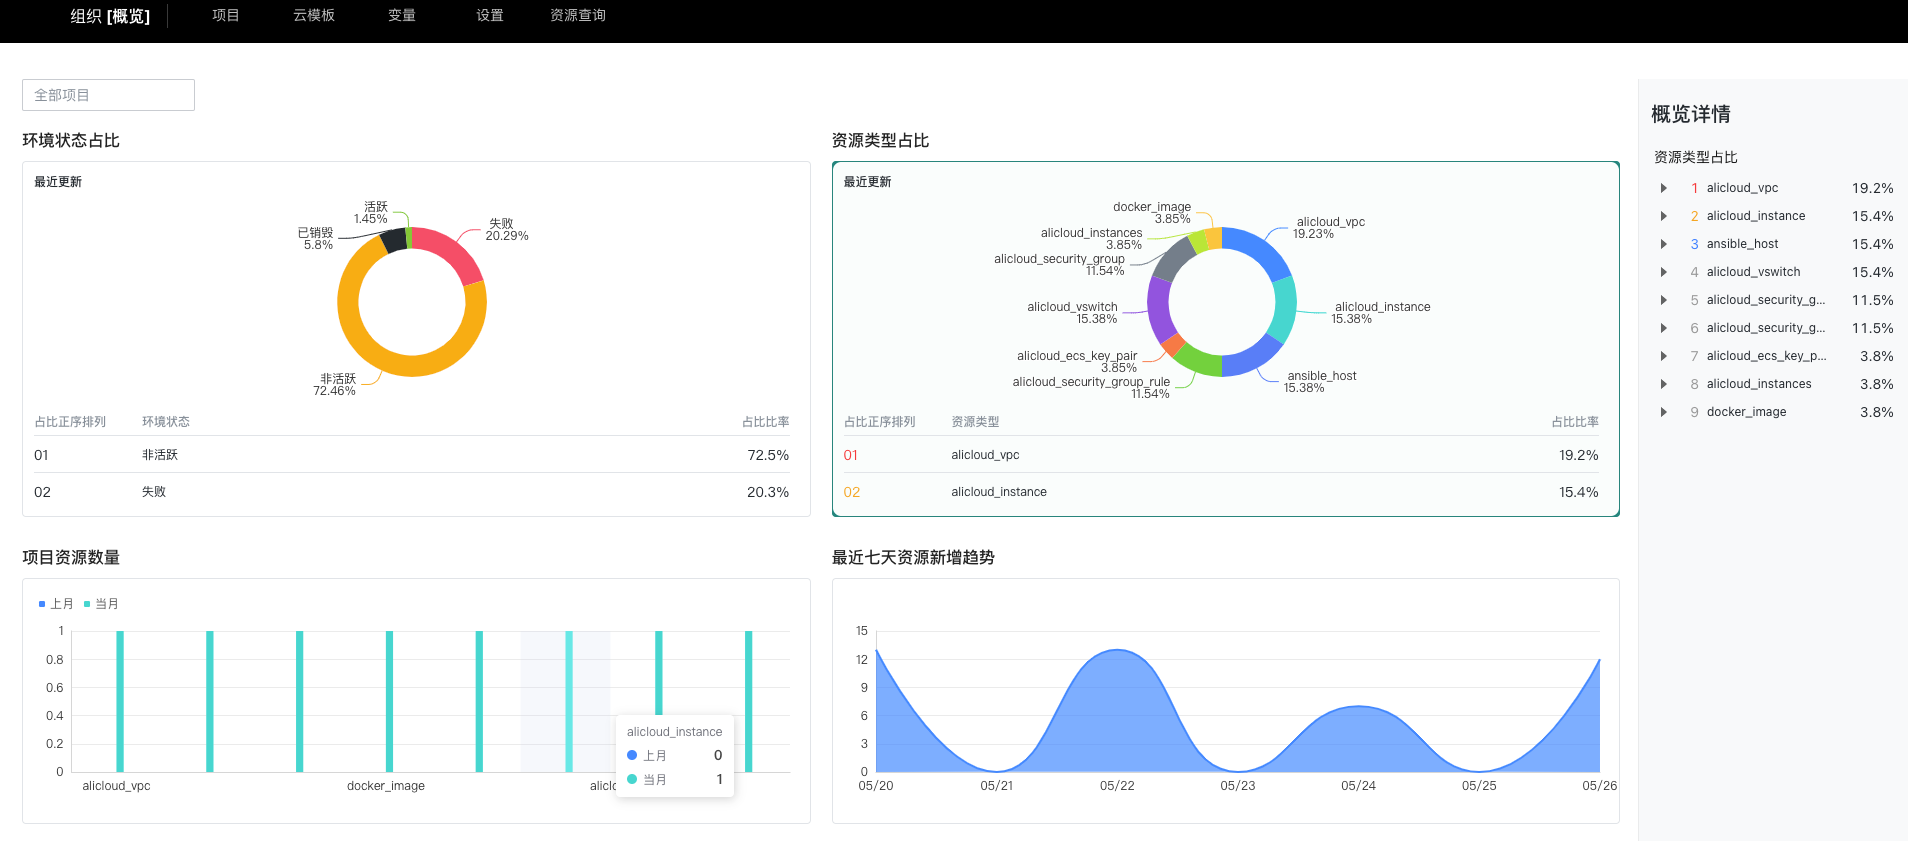 组织 [概览]
项目
云模板
变量
设置
资源查询
全部项目
环境状态占比
最近更新
活跃
1.45%
失败
20.29%
已销毁
5.8%
非活跃
72.46%
占比正序排列 环境状态 占比比率
01 非活跃 72.5%
02 失败 20.3%
资源类型占比
最近更新
docker_image
3.85%
alicloud_vpc
19.23%
alicloud_instances
3.85%
alicloud_security_group
11.54%
alicloud_vswitch
15.38%
alicloud_instance
15.38%
alicloud_ecs_key_pair
3.85%
alicloud_security_group_rule
11.54%
ansible_host
15.38%
占比正序排列 资源类型 占比比率
01 alicloud_vpc 19.2%
02 alicloud_instance 15.4%
项目资源数量
上月 当月
1
0.8
0.6
0.4
0.2
0
alicloud_vpc
docker_image
alicl
alicloud_instance
上月 0
当月 1
最近七天资源新增趋势
15
12
9
6
3
0
05/20 05/21 05/22 05/23 05/24 05/25 05/26
概览详情
资源类型占比
1 alicloud_vpc 19.2%
2 alicloud_instance 15.4%
3 ansible_host 15.4%
4 alicloud_vswitch 15.4%
5 alicloud_security_g... 11.5%
6 alicloud_security_g... 11.5%
7 alicloud_ecs_key_p... 3.8%
8 alicloud_instances 3.8%
9 docker_image 3.8%